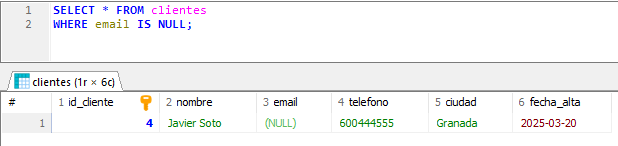 1 SELECT * FROM clientes
2 WHERE email IS NULL;
clientes (1r × 6c)
# 1 id_cliente 2 nombre 3 email 4 telefono 5 ciudad 6 fecha_alta
1 4 Javier Soto (NULL) 600444555 Granada 2025-03-20